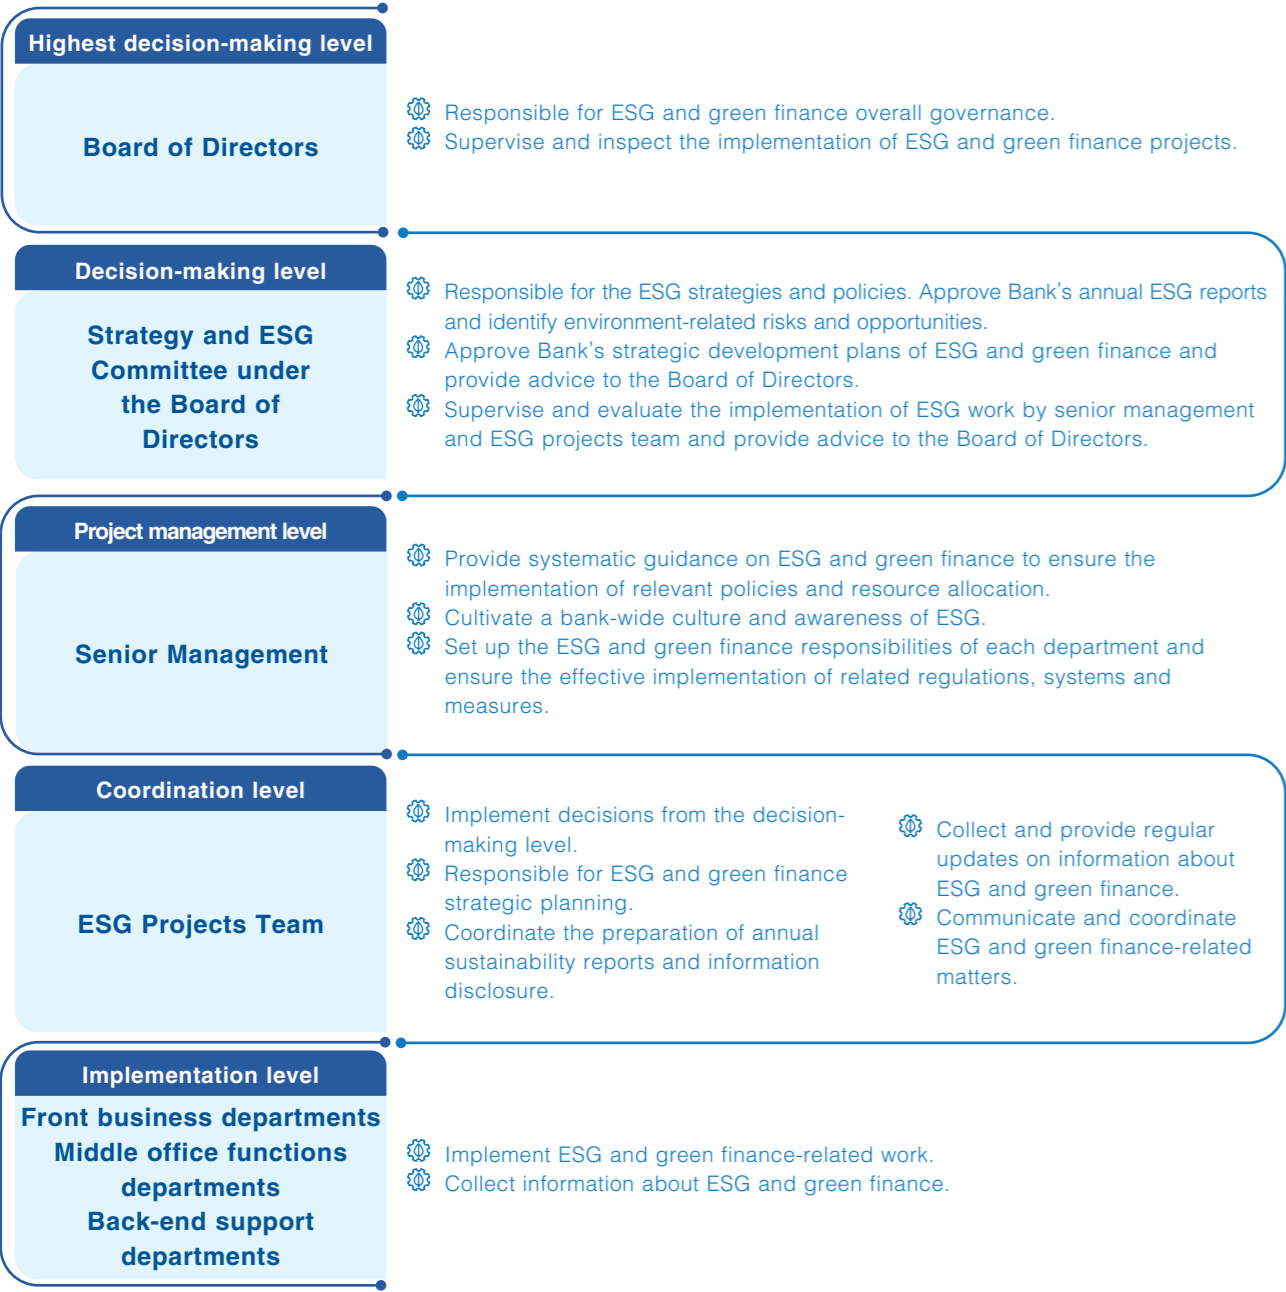 Highest decision-making level
Board of Directors
Responsible for ESG and green finance overall governance.
Supervise and inspect the implementation of ESG and green finance projects.
Decision-making level
Strategy and ESG
Committee under
the Board of
Directors
Responsible for the ESG strategies and policies. Approve Bank's annual ESG reports
and identify environment-related risks and opportunities.
Approve Bank's strategic development plans of ESG and green finance and
provide advice to the Board of Directors.
Supervise and evaluate the implementation of ESG work by senior management
and ESG projects team and provide advice to the Board of Directors.
Project management level
Senior Management
Provide systematic guidance on ESG and green finance to ensure the
implementation of relevant policies and resource allocation.
Cultivate a bank-wide culture and awareness of ESG.
Set up the ESG and green finance responsibilities of each department and
ensure the effective implementation of related regulations, systems and
measures.
Coordination level
ESG Projects Team
Implement decisions from the decision-
making level.
Responsible for ESG and green finance
strategic planning.
Coordinate the preparation of annual
sustainability reports and information
disclosure.
Collect and provide regular
updates on information about
ESG and green finance.
Communicate and coordinate
ESG and green finance-related
matters.
Implementation level
Front business departments
Middle office functions
departments
Back-end support
departments
Implement ESG and green finance-related work.
Collect information about ESG and green finance.